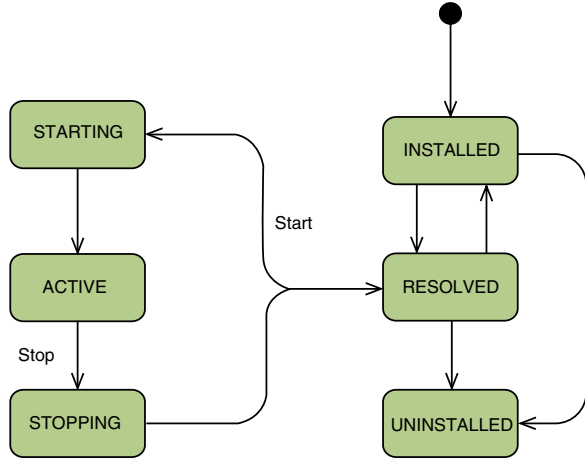 STARTING
INSTALLED
Start
ACTIVE
RESOLVED
Stop
STOPPING
UNINSTALLED